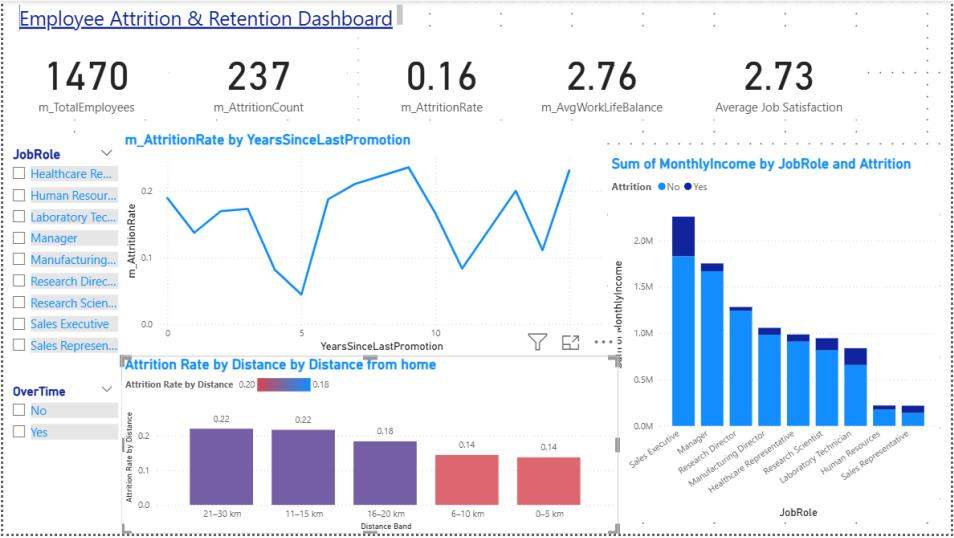 Employee Attrition & Retention Dashboard
1470
m_TotalEmployees
237
m_AttritionCount
0.16
m_AttritionRate
2.76
m_AvgWorkLifeBalance
2.73
Average Job Satisfaction
JobRole
Healthcare Re...
Human Resour...
Laboratory Tec...
Manager
Manufacturing...
Research Direc...
Research Scien...
Sales Executive
Sales Represen...
OverTime
No
Yes
m_AttritionRate by YearsSinceLastPromotion
m_AttritionRate
0.2
0.1
0.0
0
5
10
YearsSinceLastPromotion
Attrition Rate by Distance by Distance from home
Attrition Rate by Distance 0.20 0.18
Attrition Rate by Distance
0.2
0.1
0.0
0.22
0.22
0.18
0.14
0.14
21–30 km
11–15 km
16–20 km
6–10 km
0–5 km
Distance Band
Sum of MonthlyIncome by JobRole and Attrition
Attrition No Yes
MonthlyIncome
2.0M
1.5M
1.0M
0.5M
0.0M
Sales Executive
Manager
Research Director
Manufacturing Director
Healthcare Representative
Research Scientist
Laboratory Technician
Human Resources
Sales Representative
JobRole